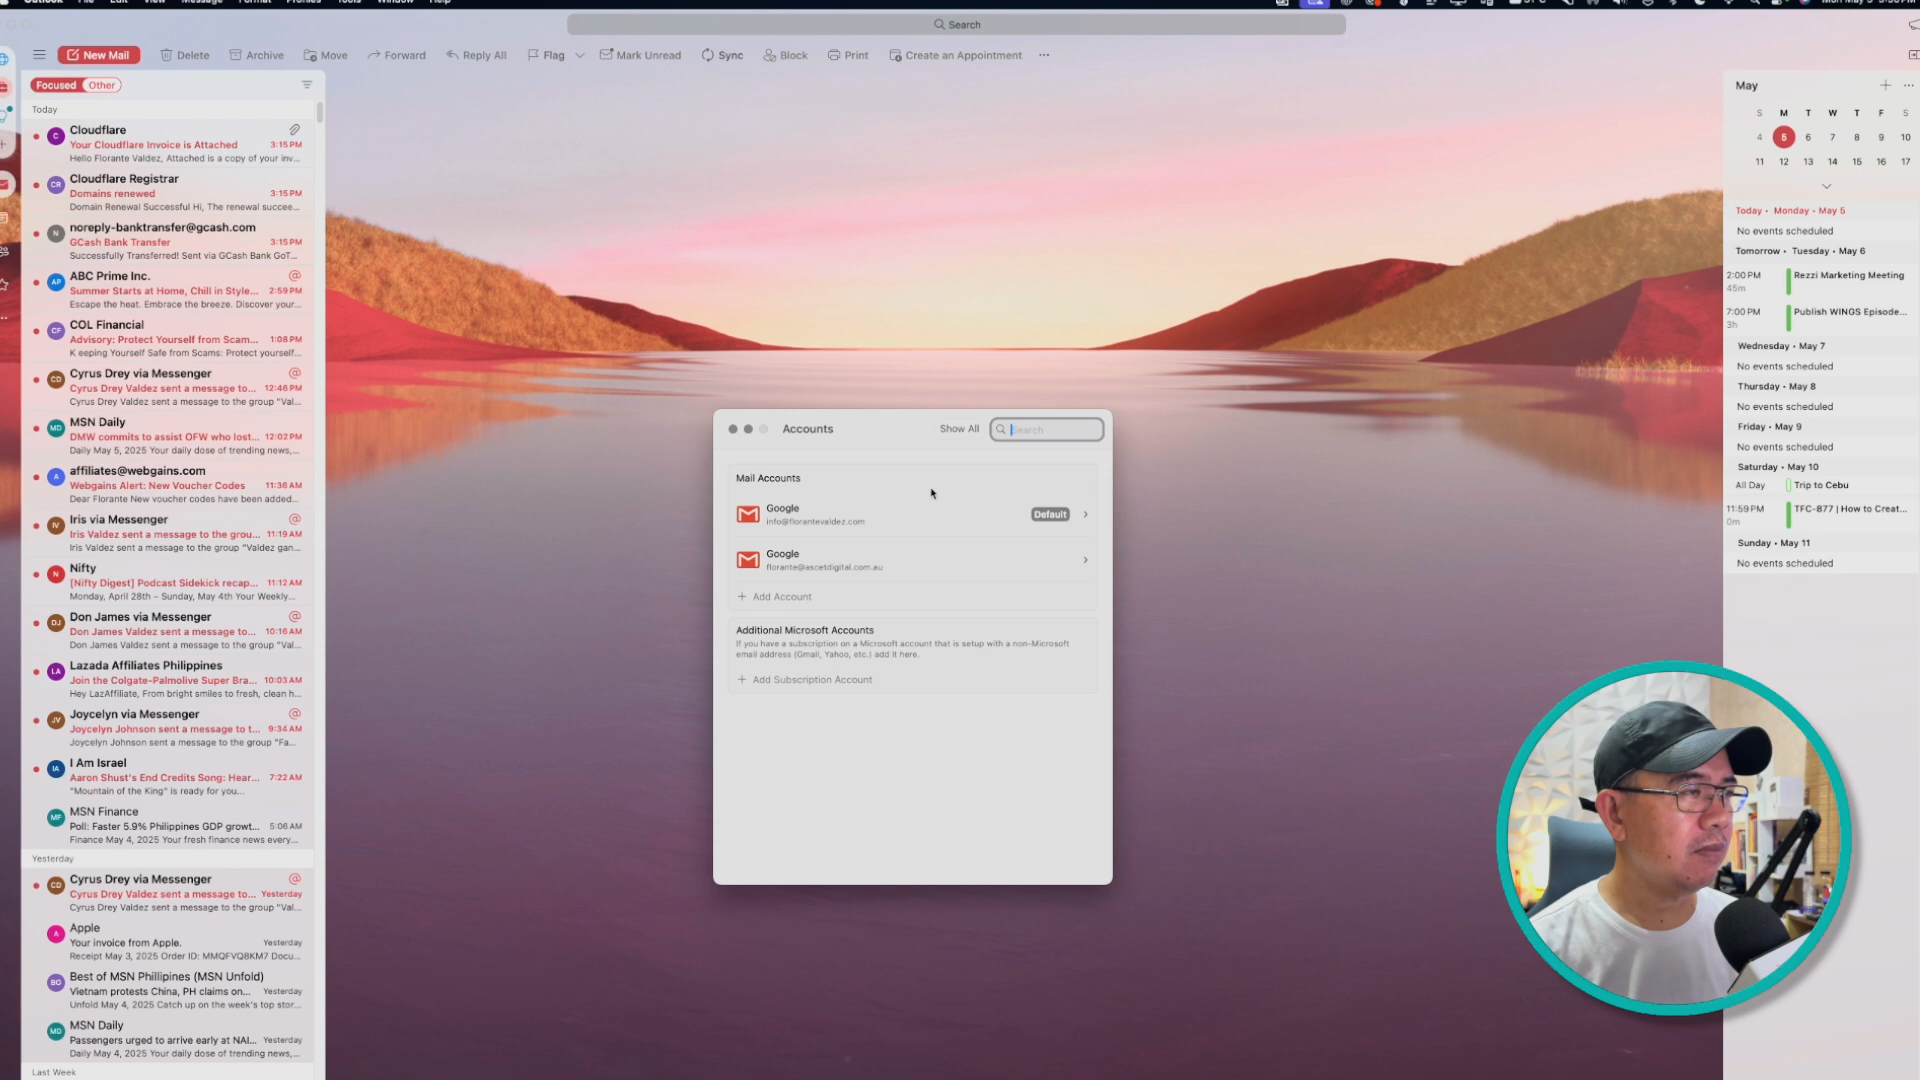 Outlook File Edit View Message Format Profiles Tools Window Help
Search
New Mail Delete Archive Move Forward Reply All Flag Mark Unread Sync Block Print Create an Appointment
Focused Other
Today
Cloudflare
Your Cloudflare Invoice is Attached 3:15 PM
Hello Florante Valdez, Attached is a copy of your inv...
CR Cloudflare Registrar
Domains renewed 3:15 PM
Domain Renewal Successful Hi, The renewal succee...
N noreply-banktransfer@gcash.com
GCash Bank Transfer 3:15 PM
Successfully Transferred! Sent via GCash Bank GoT...
AP ABC Prime Inc.
Summer Starts at Home, Chill in Style... 2:59 PM
Escape the heat. Embrace the breeze. Discover your...
CF COL Financial
Advisory: Protect Yourself from Scam... 1:08 PM
K eeping Yourself Safe from Scams: Protect yourself...
CD Cyrus Drey via Messenger
Cyrus Drey Valdez sent a message to... 12:46 PM
Cyrus Drey Valdez sent a message to the group "Val...
MD MSN Daily
DMW commits to assist OFW who lost... 12:02 PM
Daily May 5, 2025 Your daily dose of trending news,...
A affiliates@webgains.com
Webgains Alert: New Voucher Codes 11:36 AM
Dear Florante New voucher codes have been added...
IV Iris via Messenger
Iris Valdez sent a message to the grou... 11:19 AM
Iris Valdez sent a message to the group "Valdez gan...
N Nifty
[Nifty Digest] Podcast Sidekick recap... 11:12 AM
Monday, April 28th – Sunday, May 4th Your Weekly...
DJ Don James via Messenger
Don James Valdez sent a message to... 10:16 AM
Don James Valdez sent a message to the group "Val...
LA Lazada Affiliates Philippines
Join the Colgate-Palmolive Super Bra... 10:03 AM
Hey LazAffiliate, From bright smiles to fresh, clean h...
JV Joycelyn via Messenger
Joycelyn Johnson sent a message to t... 9:34 AM
Joycelyn Johnson sent a message to the group "Fa...
IA I Am Israel
Aaron Shust's End Credits Song: Hear... 7:22 AM
"Mountain of the King" is ready for you...
MF MSN Finance
Poll: Faster 5.9% Philippines GDP growt... 5:06 AM
Finance May 4, 2025 Your fresh finance news every...
Yesterday
CD Cyrus Drey via Messenger
Cyrus Drey Valdez sent a message to... Yesterday
Cyrus Drey Valdez sent a message to the group "Val...
A Apple
Your invoice from Apple. Yesterday
Receipt May 3, 2025 Order ID: MMQFVQ8KM7 Docu...
BO Best of MSN Phillipines (MSN Unfold)
Vietnam protests China, PH claims on... Yesterday
Unfold May 4, 2025 Catch up on the week's top stor...
MD MSN Daily
Passengers urged to arrive early at NAI... Yesterday
Daily May 4, 2025 Your daily dose of trending news,...
Last Week
Accounts Show All Search
Mail Accounts
Google
info@florantevaldez.com
Default
Google
florante@ascetdigital.com.au
Add Account
Additional Microsoft Accounts
If you have a subscription on a Microsoft account that is setup with a non-Microsoft
email address (Gmail, Yahoo, etc.) add it here.
Add Subscription Account
May
S M T W T F S
4 5 6 7 8 9 10
11 12 13 14 15 16 17
Today • Monday • May 5
No events scheduled
Tomorrow • Tuesday • May 6
2:00 PM Rezzi Marketing Meeting
45m
7:00 PM Publish WINGS Episode...
3h
Wednesday • May 7
No events scheduled
Thursday • May 8
No events scheduled
Friday • May 9
No events scheduled
Saturday • May 10
All Day Trip to Cebu
11:59 PM TFC-877 | How to Creat...
0m
Sunday • May 11
No events scheduled